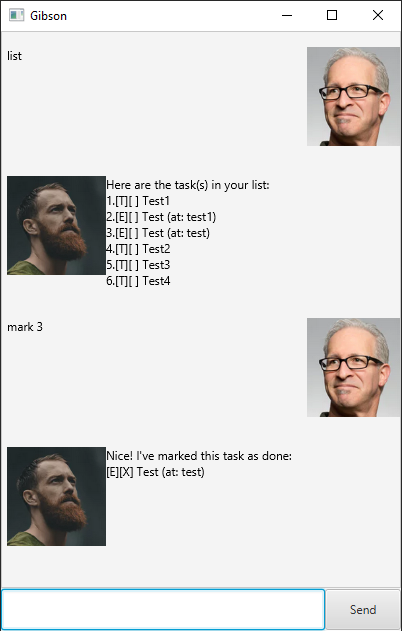 Gibson
list
Here are the task(s) in your list:
1.[T][ ] Test1
2.[E][ ] Test (at: test1)
3.[E][ ] Test (at: test)
4.[T][ ] Test2
5.[T][ ] Test3
6.[T][ ] Test4
mark 3
Nice! I've marked this task as done:
[E][X] Test (at: test)
Send